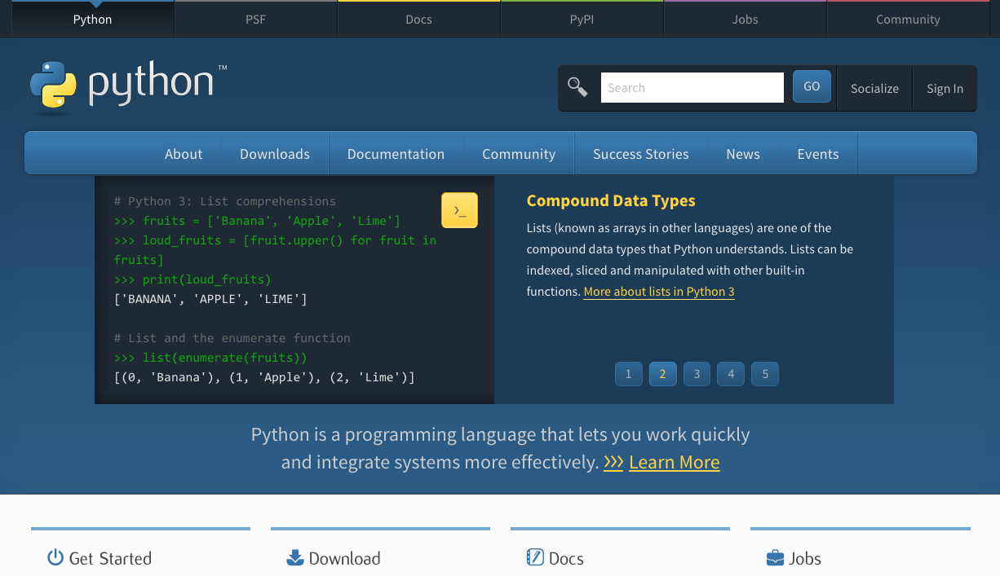 Python PSF Docs PyPI Jobs Community
python™
Search GO Socialize Sign In
About Downloads Documentation Community Success Stories News Events
# Python 3: List comprehensions
>>> fruits = ['Banana', 'Apple', 'Lime']
>>> loud_fruits = [fruit.upper() for fruit in
fruits]
>>> print(loud_fruits)
['BANANA', 'APPLE', 'LIME']
# List and the enumerate function
>>> list(enumerate(fruits))
[(0, 'Banana'), (1, 'Apple'), (2, 'Lime')]
>_
Compound Data Types
Lists (known as arrays in other languages) are one of the
compound data types that Python understands. Lists can be
indexed, sliced and manipulated with other built-in
functions. More about lists in Python 3
1 2 3 4 5
Python is a programming language that lets you work quickly
and integrate systems more effectively. >>> Learn More
Get Started Download Docs Jobs